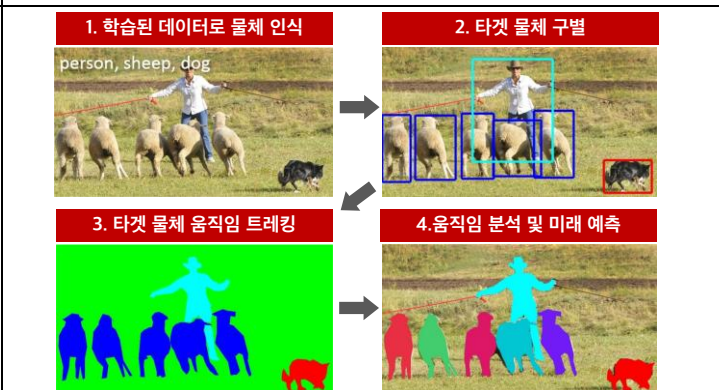 1. 학습된 데이터로 물체 인식
person, sheep, dog
2. 타겟 물체 구별
3. 타겟 물체 움직임 트레킹
4.움직임 분석 및 미래 예측